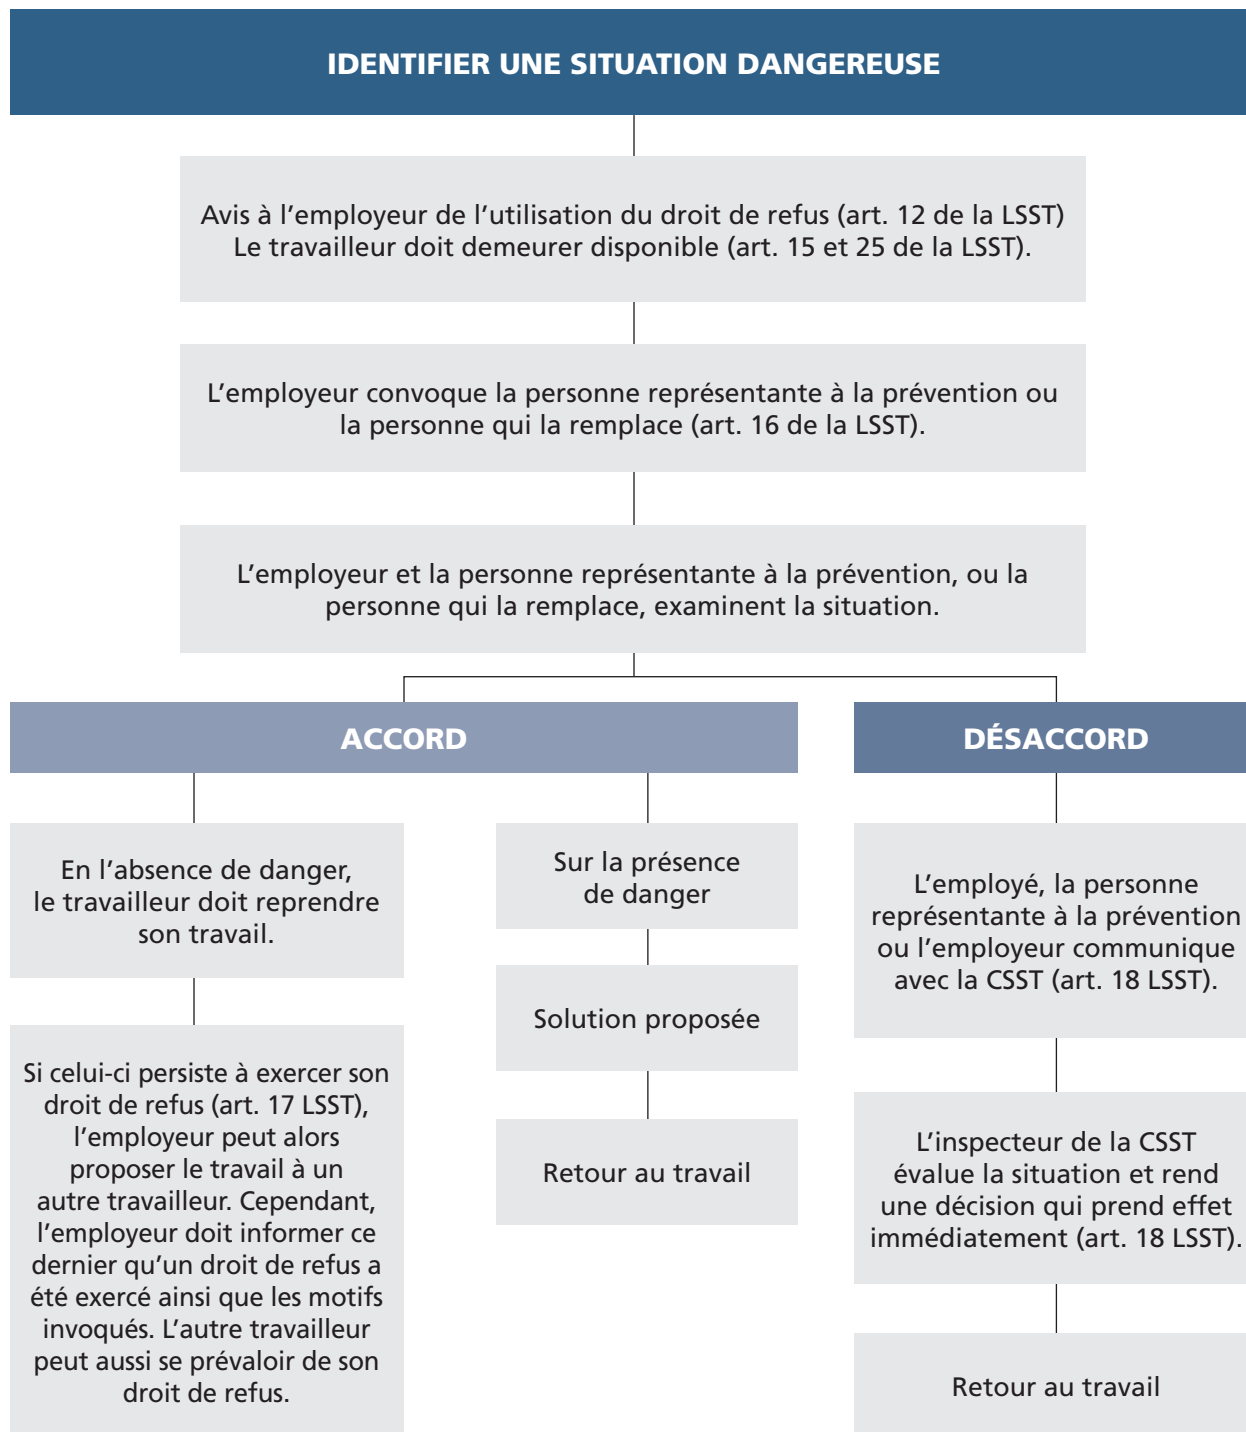 IDENTIFIER UNE SITUATION DANGEREUSE
Avis à l'employeur de l'utilisation du droit de refus (art. 12 de la LSST)
Le travailleur doit demeurer disponible (art. 15 et 25 de la LSST).
L'employeur convoque la personne représentante à la prévention ou
la personne qui la remplace (art. 16 de la LSST).
L'employeur et la personne représentante à la prévention, ou la
personne qui la remplace, examinent la situation.
ACCORD
En l'absence de danger,
le travailleur doit reprendre
son travail.
Si celui-ci persiste à exercer son
droit de refus (art. 17 LSST),
l'employeur peut alors
proposer le travail à un
autre travailleur. Cependant,
l'employeur doit informer ce
dernier qu'un droit de refus a
été exercé ainsi que les motifs
invoqués. L'autre travailleur
peut aussi se prévaloir de son
droit de refus.
Sur la présence
de danger
Solution proposée
Retour au travail
DÉSACCORD
L'employé, la personne
représentante à la prévention
ou l'employeur communique
avec la CSST (art. 18 LSST).
L'inspecteur de la CSST
évalue la situation et rend
une décision qui prend effet
immédiatement (art. 18 LSST).
Retour au travail